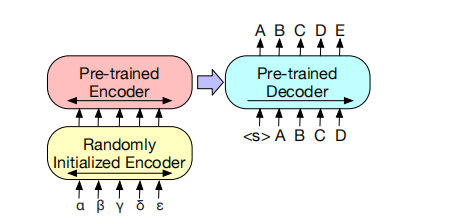 A B C D E
Pre-trained
Encoder
Pre-trained
Decoder
<s> A B C D
Randomly
Initialized Encoder
α β γ δ ε